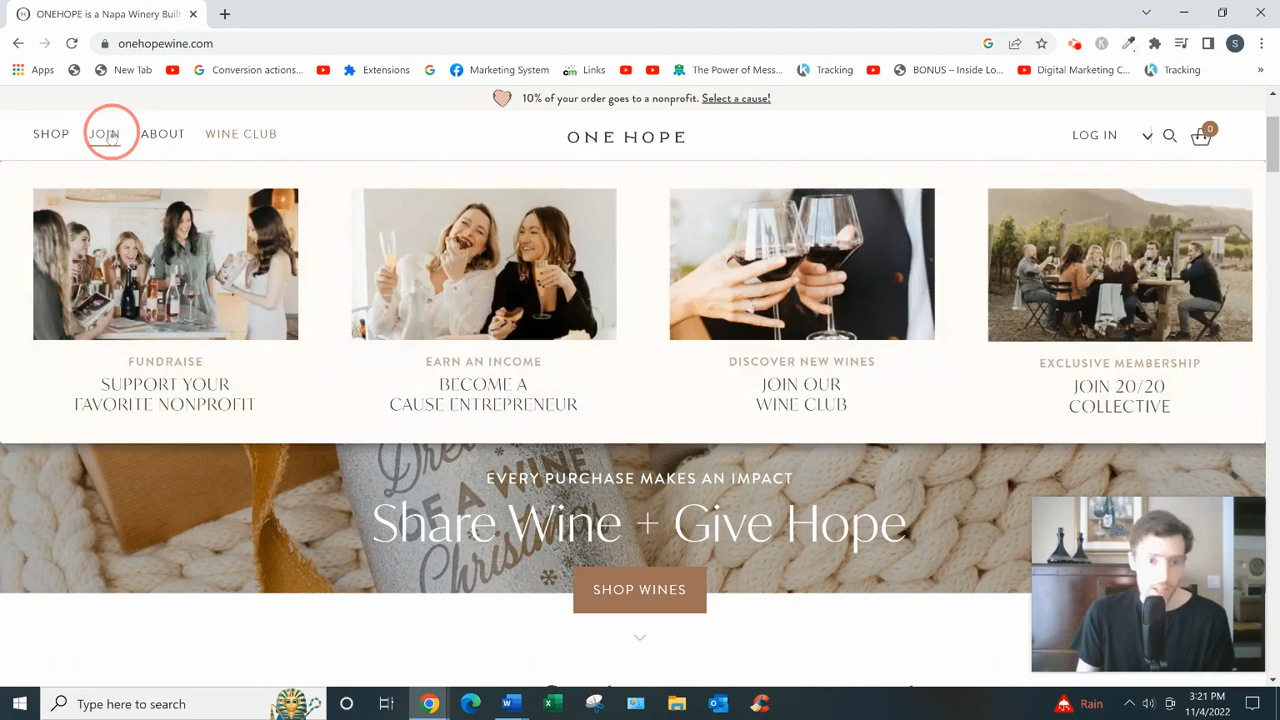 ONEHOPE is a Napa Winery Built
onehopewine.com
Apps
New Tab
Conversion actions...
Extensions
Marketing System
Links
The Power of Mess...
Tracking
BONUS – Inside Lo...
Digital Marketing C...
Tracking
»
S
10% of your order goes to a nonprofit. Select a cause!
SHOP JOIN ABOUT WINE CLUB
ONE HOPE
LOG IN
0
FUNDRAISE
SUPPORT YOUR
FAVORITE NONPROFIT
EARN AN INCOME
BECOME A
CAUSE ENTREPRENEUR
DISCOVER NEW WINES
JOIN OUR
WINE CLUB
EXCLUSIVE MEMBERSHIP
JOIN 20/20
COLLECTIVE
EVERY PURCHASE MAKES AN IMPACT
Share Wine + Give Hope
SHOP WINES
Type here to search
Rain
3:21 PM
11/4/2022